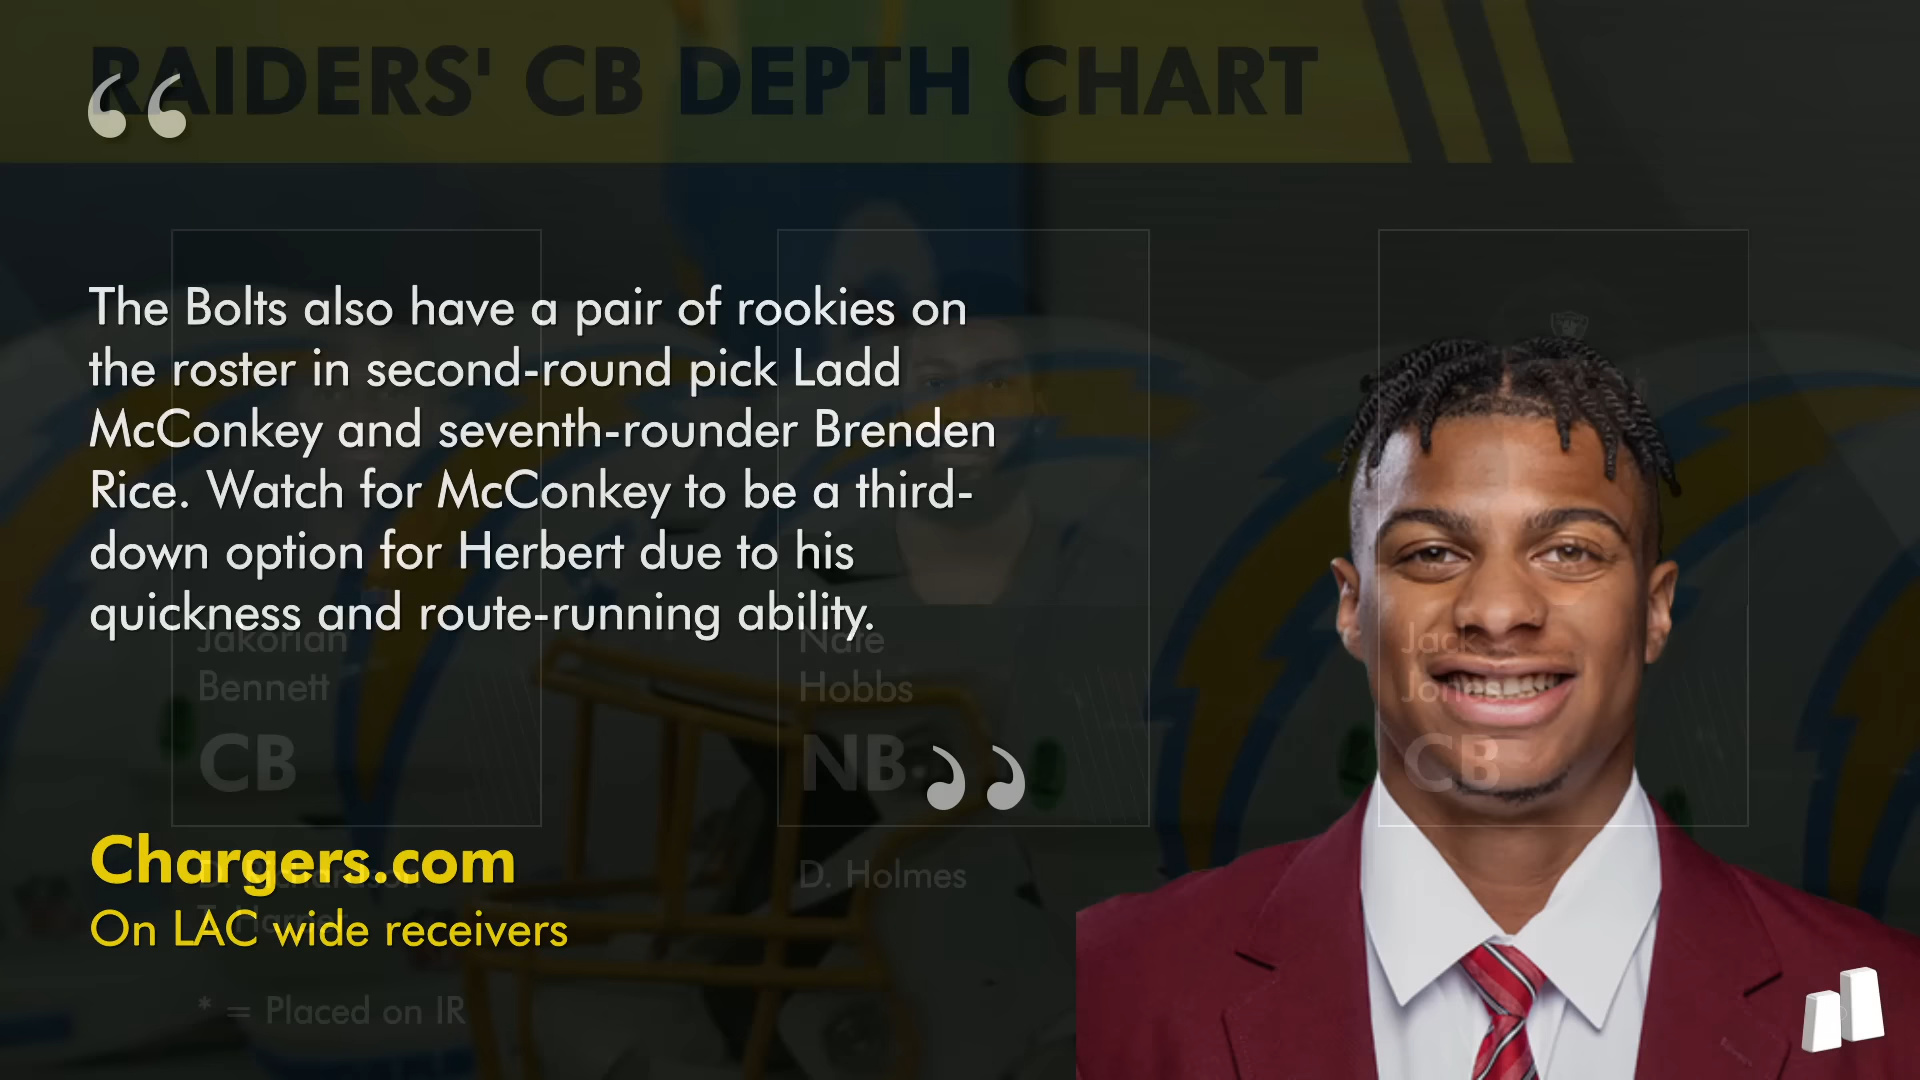 RAIDERS' CB DEPTH CHART
“
The Bolts also have a pair of rookies on
the roster in second-round pick Ladd
McConkey and seventh-rounder Brenden
Rice. Watch for McConkey to be a third-
down option for Herbert due to his
quickness and route-running ability.
”
Jakorian
Bennett
CB
Nate
Hobbs
NB
Jack
Jones
CB
Chargers.com
On LAC wide receivers
D. Holmes
* = Placed on IR